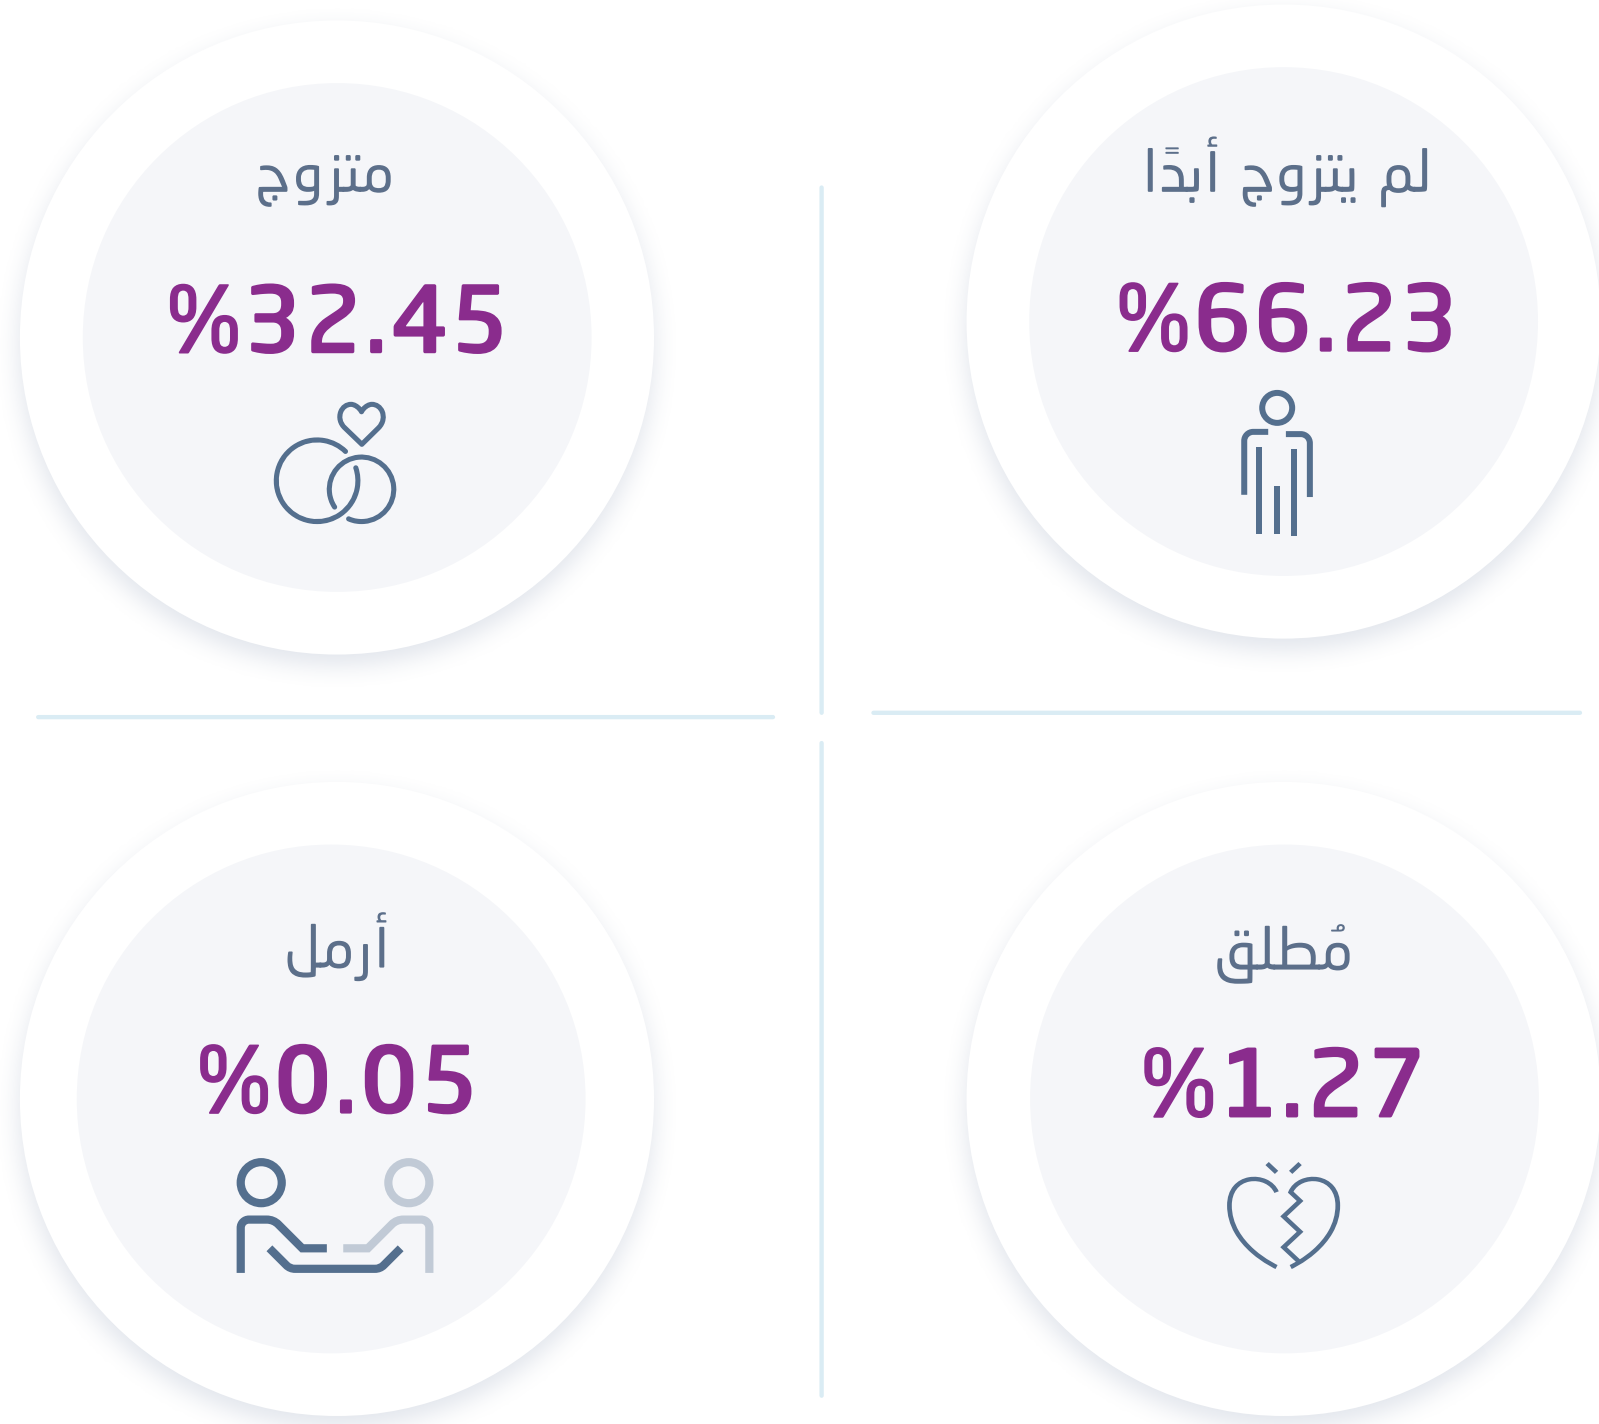 لم يتزوج أبدًا
%66.23
متزوج
%32.45
مُطلق
%1.27
أرمل
%0.05